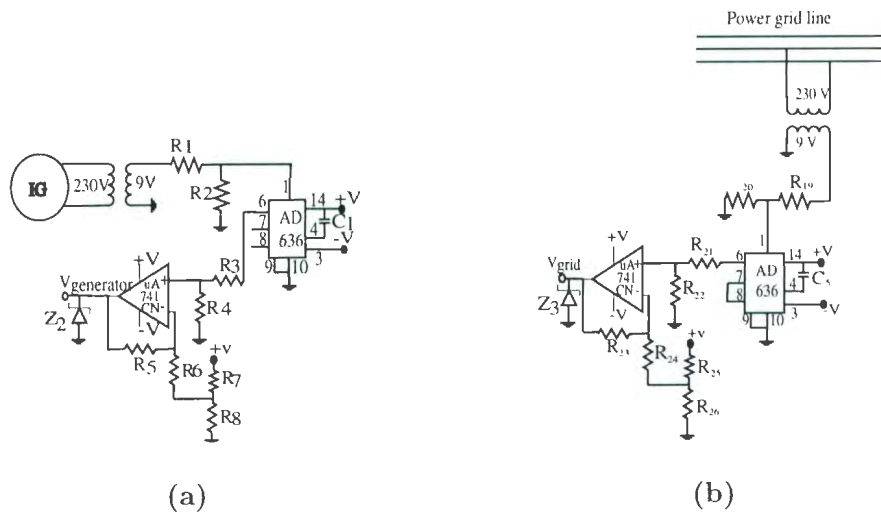 Power grid line
230 V
9 V
R1
IG
230V
9V
R2
1
6
14
+V
7
AD
C1
8
636
4
-V
3
9
10
R3
+V
Vgenerator
uA+
741
CN-
-V
Z2
R4
R5
R6
+v
R7
R8
(a)
20
R19
1
R21
6
14
+V
7
AD
C5
8
636
4
3
-V
9
10
+V
Vgrid
uA+
741
CN-
-V
Z3
R22
R23
R24
+v
R25
R26
(b)